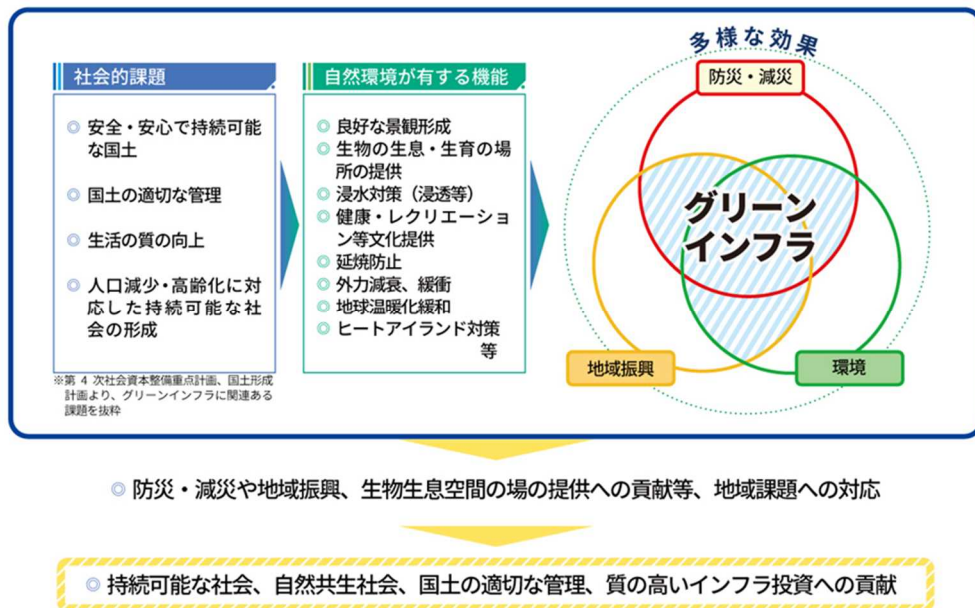 社会的課題
◎ 安全・安心で持続可能
な国土
◎ 国土の適切な管理
◎ 生活の質の向上
◎ 人口減少・高齢化に対
応した持続可能な社
会の形成
※第 4 次社会資本整備重点計画、国土形成
計画より、グリーンインフラに関連ある
課題を抜粋
自然環境が有する機能
◎ 良好な景観形成
◎ 生物の生息・生育の場
所の提供
◎ 浸水対策（浸透等）
◎ 健康・レクリエーショ
ン等文化提供
◎ 延焼防止
◎ 外力減衰、緩衝
◎ 地球温暖化緩和
◎ ヒートアイランド対策
等
多様な効果
防災・減災
グリーン
インフラ
地域振興
環境
◎ 防災・減災や地域振興、生物生息空間の場の提供への貢献等、地域課題への対応
◎ 持続可能な社会、自然共生社会、国土の適切な管理、質の高いインフラ投資への貢献